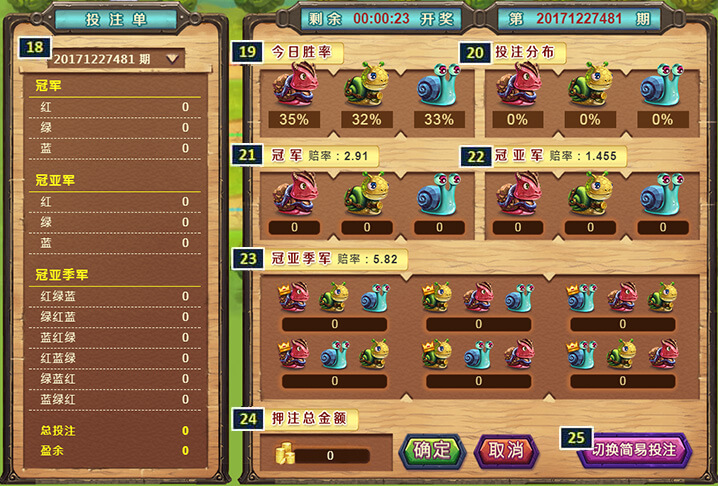 投注单
18
20171227481 期
冠军
红 0
绿 0
蓝 0
冠亚军
红 0
绿 0
蓝 0
冠亚季军
红绿蓝 0
绿红蓝 0
蓝红绿 0
红蓝绿 0
绿蓝红 0
蓝绿红 0
总投注 0
盈余 0
剩余 00:00:23 开奖
第 20171227481 期
19 今日胜率
35% 32% 33%
20 投注分布
0% 0% 0%
21 冠军 赔率：2.91
0 0 0
22 冠亚军 赔率：1.455
0 0 0
23 冠亚季军 赔率：5.82
0 0 0
0 0 0
24 押注总金额
0
确定
取消
25
切换简易投注